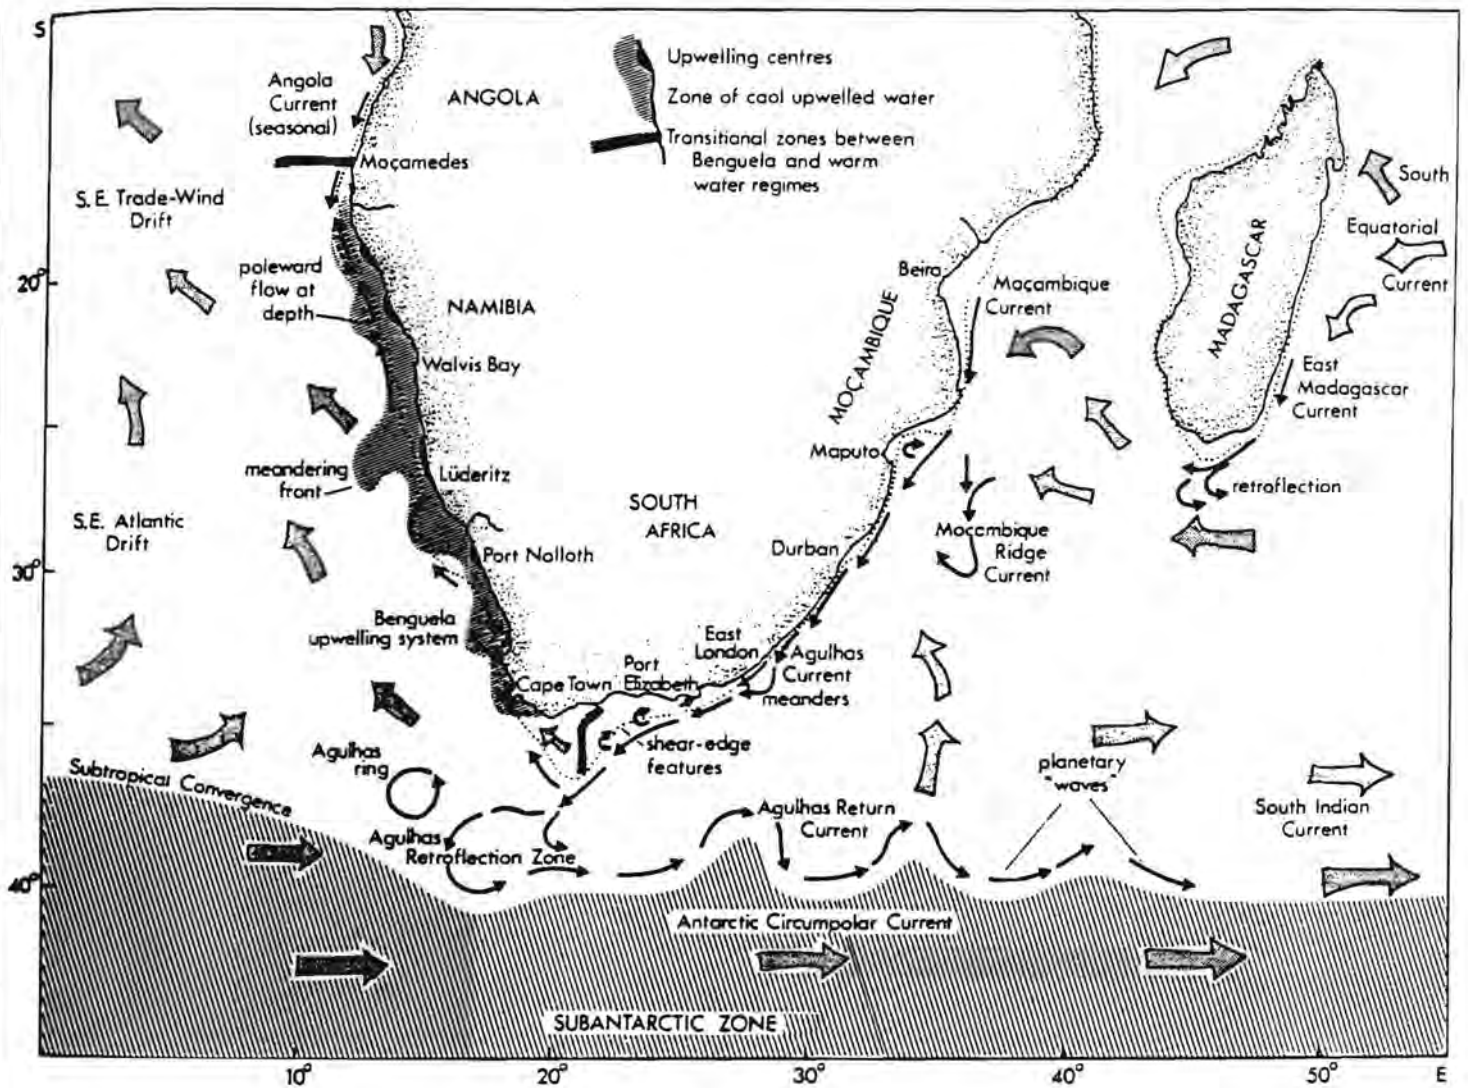 S
Angola
Current
(seasonal)
ANGOLA
Upwelling centres
Zone of cool upwelled water
Transitional zones between
Benguela and warm
water regimes
Moçamedes
S.E. Trade-Wind
Drift
South
Equatorial
Current
20°
poleward
flow at
depth
NAMIBIA
Beira
Moçambique
Current
MADAGASCAR
MOÇAMBIQUE
Walvis Bay
East
Madagascar
Current
Maputo
meandering
front
Lüderitz
retroflection
S.E. Atlantic
Drift
SOUTH
AFRICA
Durban
Moçambique
Ridge
Current
Port Nolloth
30°
Benguela
upwelling system
East
London
Agulhas
Current
meanders
Port
Elizabeth
Cape Town
shear-edge
features
Agulhas
ring
Subtropical Convergence
planetary
waves
Agulhas Return
Current
South Indian
Current
Agulhas
Retroflection Zone
40°
Antarctic Circumpolar Current
SUBANTARCTIC ZONE
10°
20°
30°
40°
50°
E